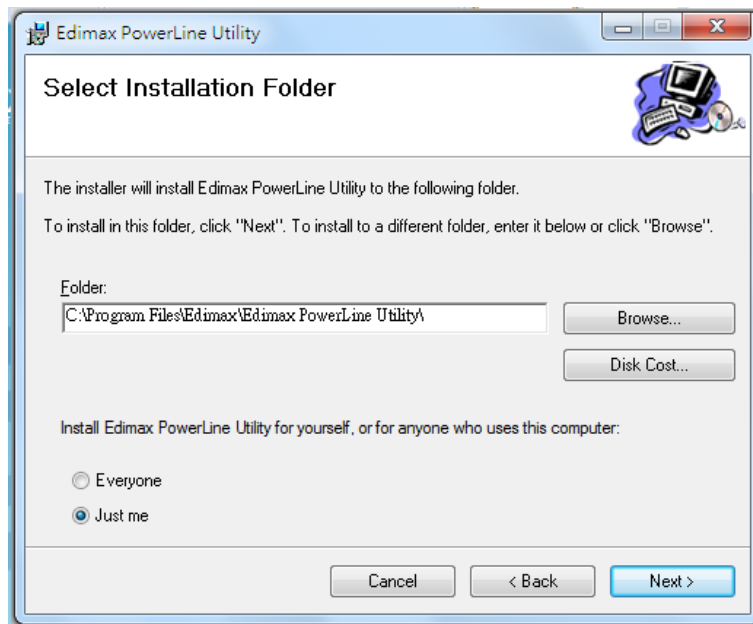 Edimax PowerLine Utility
Select Installation Folder
The installer will install Edimax PowerLine Utility to the following folder.
To install in this folder, click "Next". To install to a different folder, enter it below or click "Browse".
Folder:
C:\Program Files\Edimax\Edimax PowerLine Utility\
Browse...
Disk Cost...
Install Edimax PowerLine Utility for yourself, or for anyone who uses this computer:
Everyone
Just me
Cancel
< Back
Next >